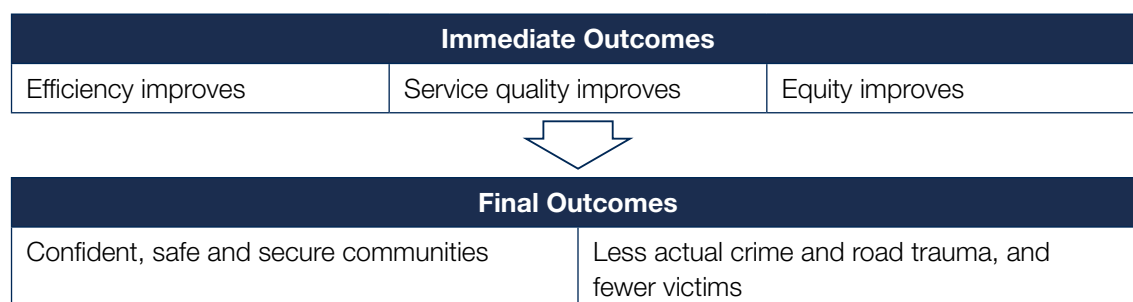 Immediate Outcomes
Efficiency improves
Service quality improves
Equity improves
Final Outcomes
Confident, safe and secure communities
Less actual crime and road trauma, and
fewer victims